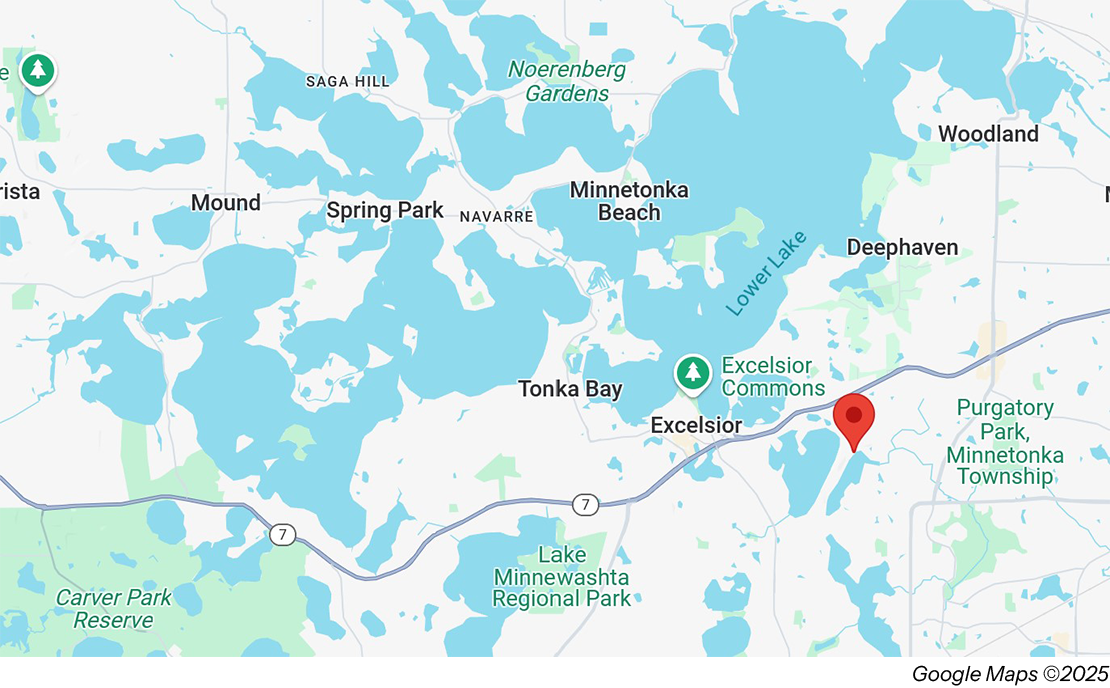 SAGA HILL
Noerenberg
Gardens
Woodland
Mound
Spring Park
NAVARRE
Minnetonka
Beach
Deephaven
Lower Lake
Excelsior
Commons
Tonka Bay
Excelsior
Purgatory
Park,
Minnetonka
Township
7
7
Lake
Minnewashta
Regional Park
Carver Park
Reserve
Google Maps ©2025